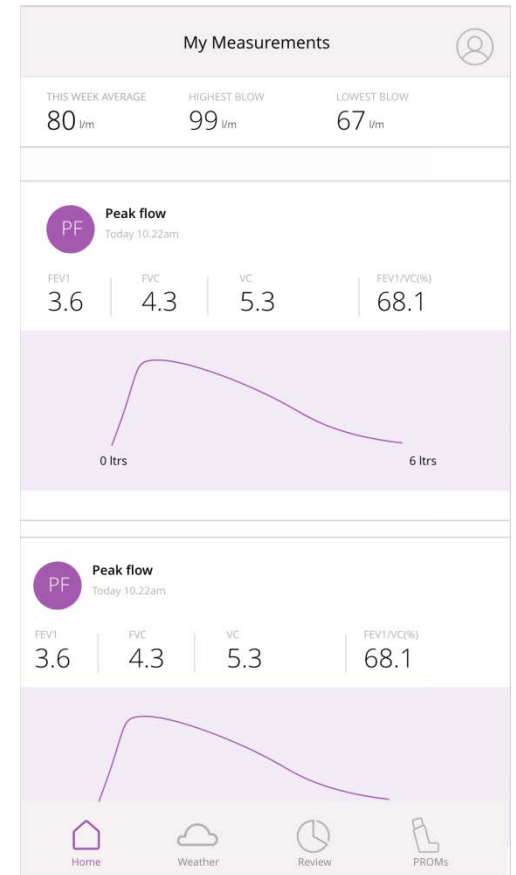 My Measurements
THIS WEEK AVERAGE HIGHEST BLOW LOWEST BLOW
80 l/m 99 l/m 67 l/m
PF Peak flow
Today 10.22am
FEV1 FVC VC FEV1/VC(%)
3.6 4.3 5.3 68.1
0 ltrs 6 ltrs
PF Peak flow
Today 10.22am
FEV1 FVC VC FEV1/VC(%)
3.6 4.3 5.3 68.1
Home Weather Review PROMs